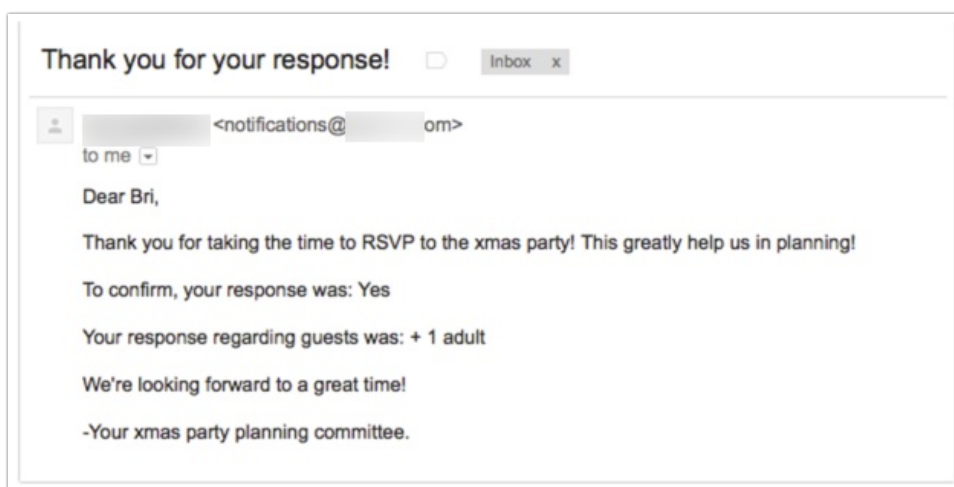 Thank you for your response!
Inbox x
<notifications@ om>
to me
Dear Bri,
Thank you for taking the time to RSVP to the xmas party! This greatly help us in planning!
To confirm, your response was: Yes
Your response regarding guests was: + 1 adult
We're looking forward to a great time!
-Your xmas party planning committee.